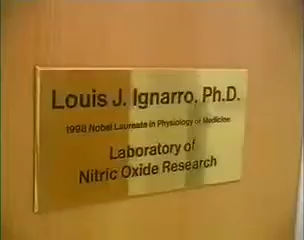 Louis J. Ignarro, Ph.D.
1998 Nobel Laureate in Physiology or Medicine
Laboratory of
Nitric Oxide Research